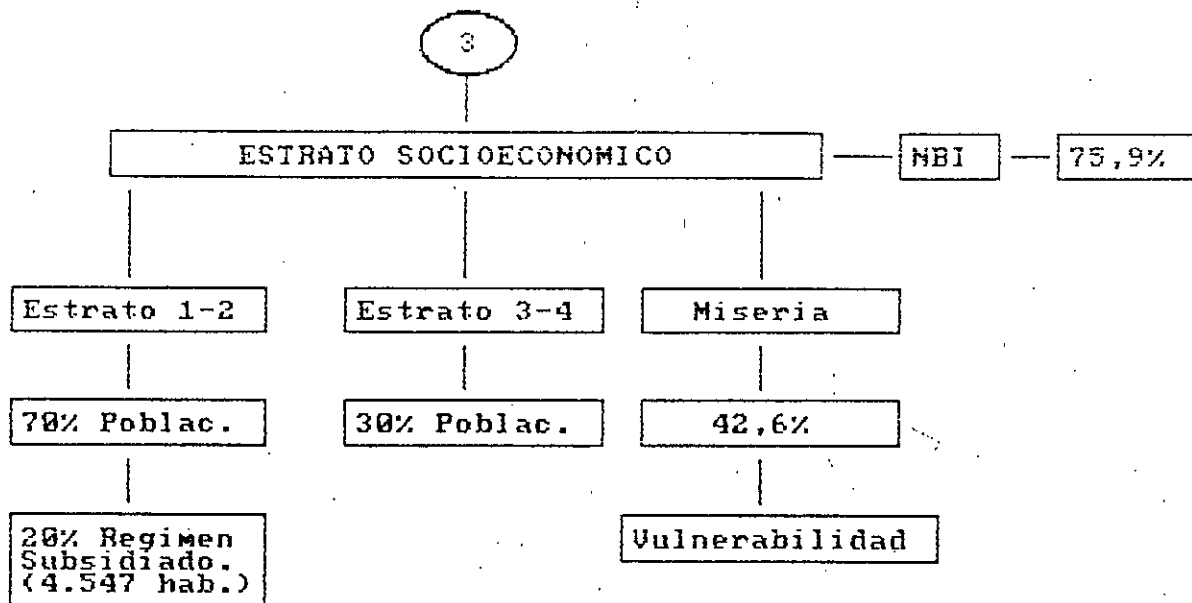 3
ESTRATO SOCIOECONOMICO
NBI
75,9%
Estrato 1-2
Estrato 3-4
Miseria
70% Poblac.
30% Poblac.
42,6%
20% Regimen
Subsidiado.
(4.547 hab.)
Vulnerabilidad